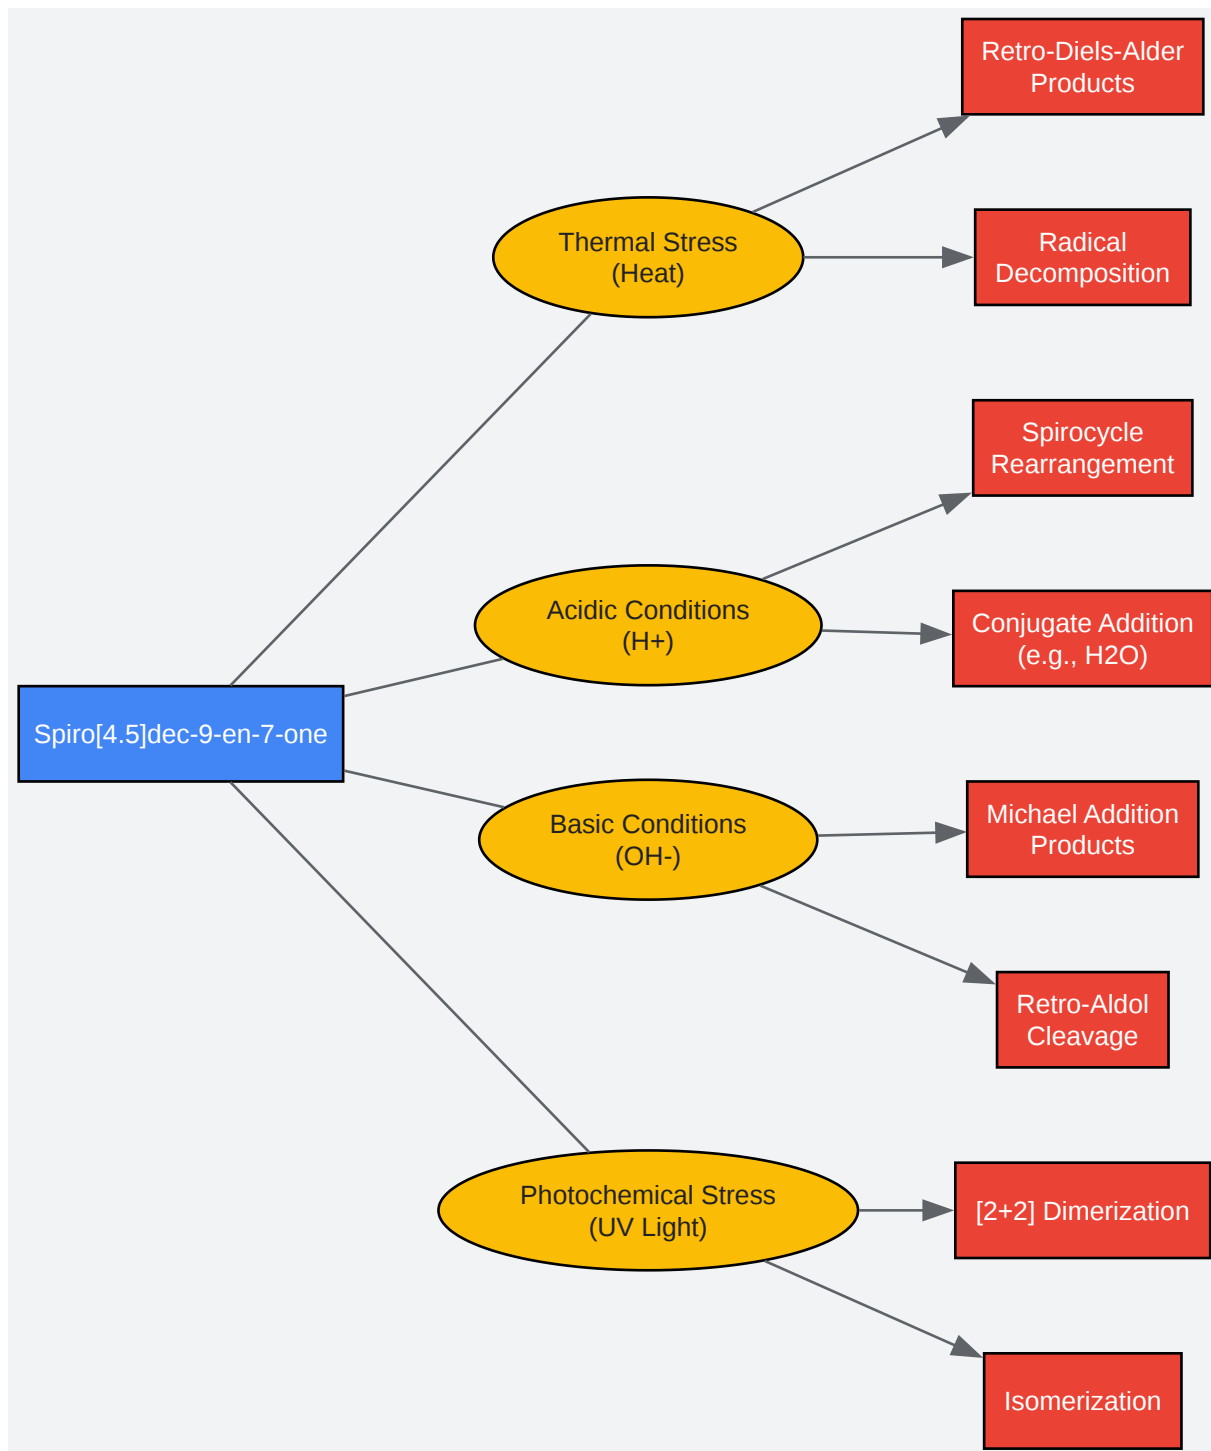 Retro-Diels-Alder
Products
Thermal Stress
(Heat)
Radical
Decomposition
Spirocycle
Rearrangement
Acidic Conditions
(H+)
Conjugate Addition
(e.g., H2O)
Spiro[4.5]dec-9-en-7-one
Basic Conditions
(OH-)
Michael Addition
Products
Retro-Aldol
Cleavage
Photochemical Stress
(UV Light)
[2+2] Dimerization
Isomerization